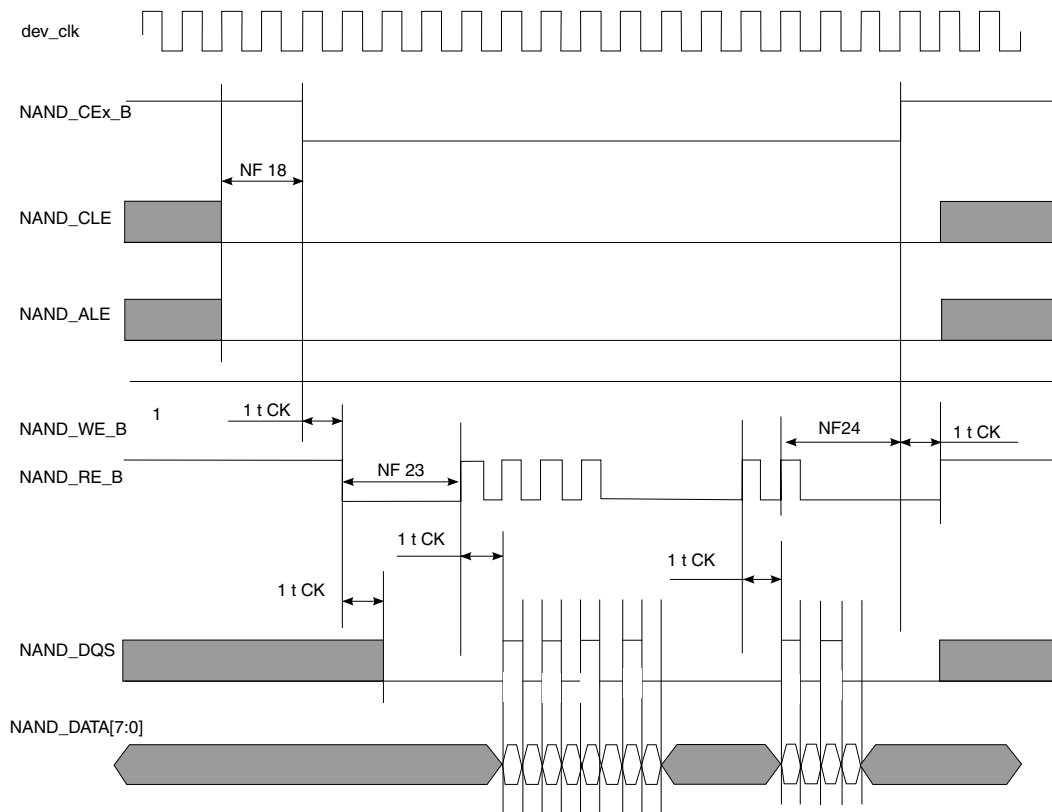 dev_clk
NAND_CEx_B
NF 18
NAND_CLE
NAND_ALE
1
1 t CK
NAND_WE_B
NF24
1 t CK
NAND_RE_B
NF 23
1 t CK
1 t CK
1 t CK
NAND_DQS
NAND_DATA[7:0]